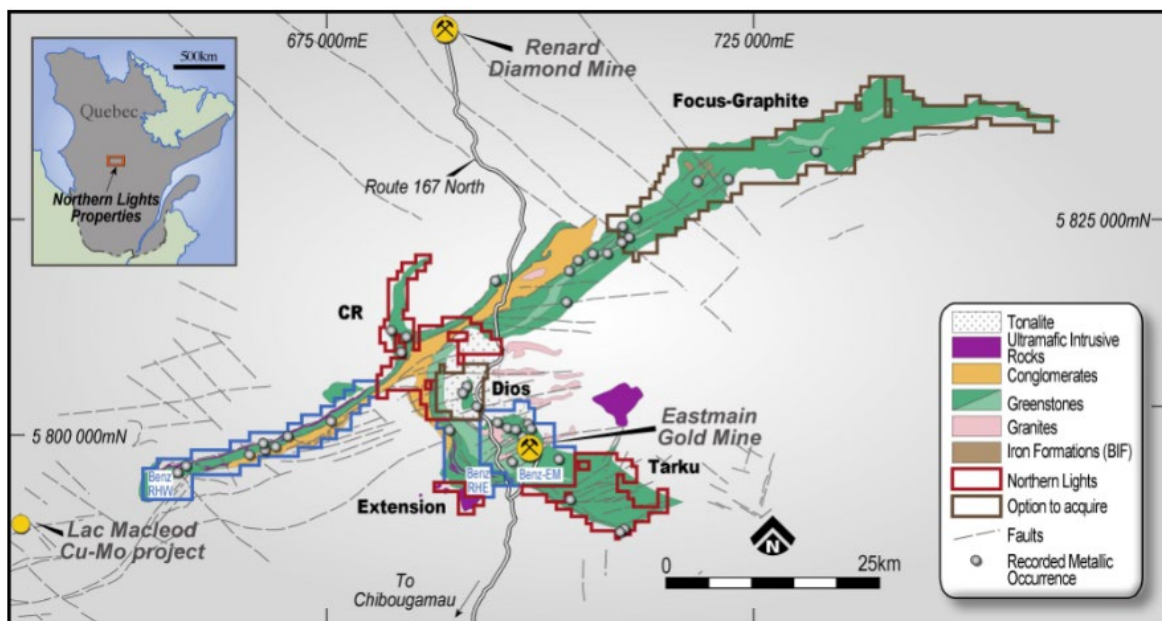 675 000mE
725 000mE
500km
Quebec
Northern Lights
Properties
Renard
Diamond Mine
Route 167 North
Focus-Graphite
5 825 000mN
CR
Dios
Eastmain
Gold Mine
5 800 000mN
Tarku
Benz
RHW
Benz
RHE
Benz-EM
Extension
Lac Macleod
Cu-Mo project
To
Chibougamau
N
0
25km
Tonalite
Ultramafic Intrusive
Rocks
Conglomerates
Greenstones
Granites
Iron Formations (BIF)
Northern Lights
Option to acquire
Faults
Recorded Metallic
Occurrence